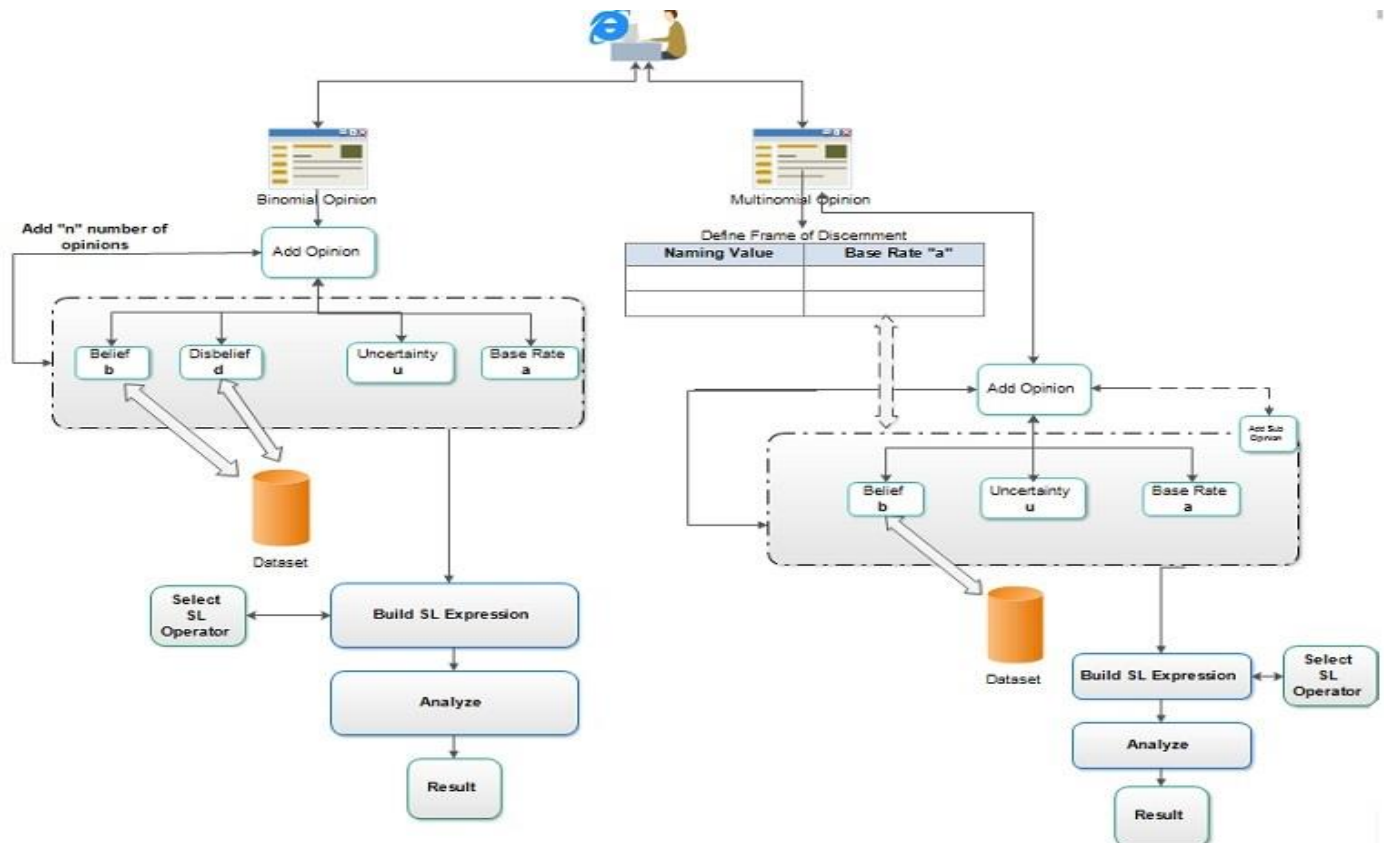 Binomial Opinion
Add "n" number of
opinions
Add Opinion
Belief
b
Disbelief
d
Uncertainty
u
Base Rate
a
Dataset
Select
SL
Operator
Build SL Expression
Analyze
Result
Multinomial Opinion
Define Frame of Discernment
Naming Value
Base Rate "a"
Add Opinion
Add Sub
Opinion
Belief
b
Uncertainty
u
Base Rate
a
Dataset
Build SL Expression
Select
SL
Operator
Analyze
Result